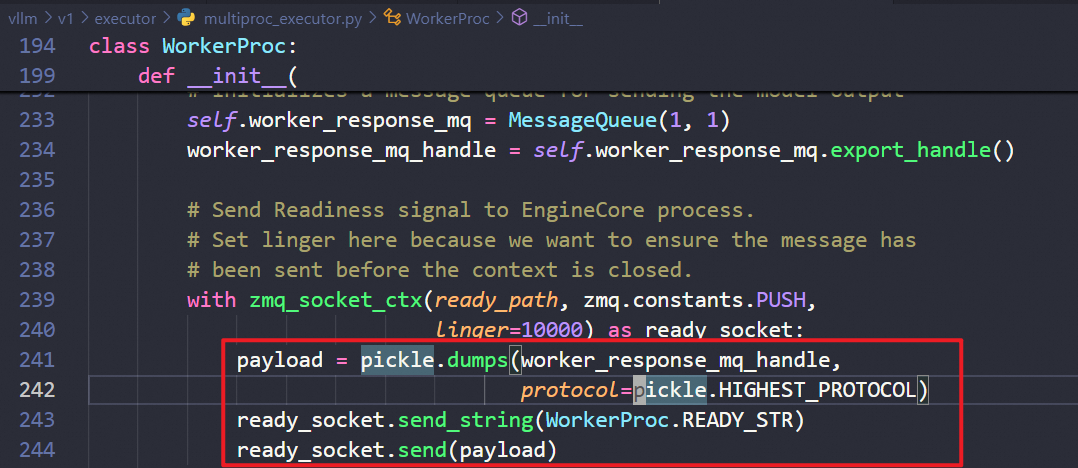 vllm > v1 > executor > multiproc_executor.py > WorkerProc > __init__
194 class WorkerProc:
199 def __init__(
232 # Initializes a message queue for sending the model output
233 self.worker_response_mq = MessageQueue(1, 1)
234 worker_response_mq_handle = self.worker_response_mq.export_handle()
235
236 # Send Readiness signal to EngineCore process.
237 # Set linger here because we want to ensure the message has
238 # been sent before the context is closed.
239 with zmq_socket_ctx(ready_path, zmq.constants.PUSH,
240 linger=10000) as ready_socket:
241 payload = pickle.dumps(worker_response_mq_handle,
242 protocol=pickle.HIGHEST_PROTOCOL)
243 ready_socket.send_string(WorkerProc.READY_STR)
244 ready_socket.send(payload)